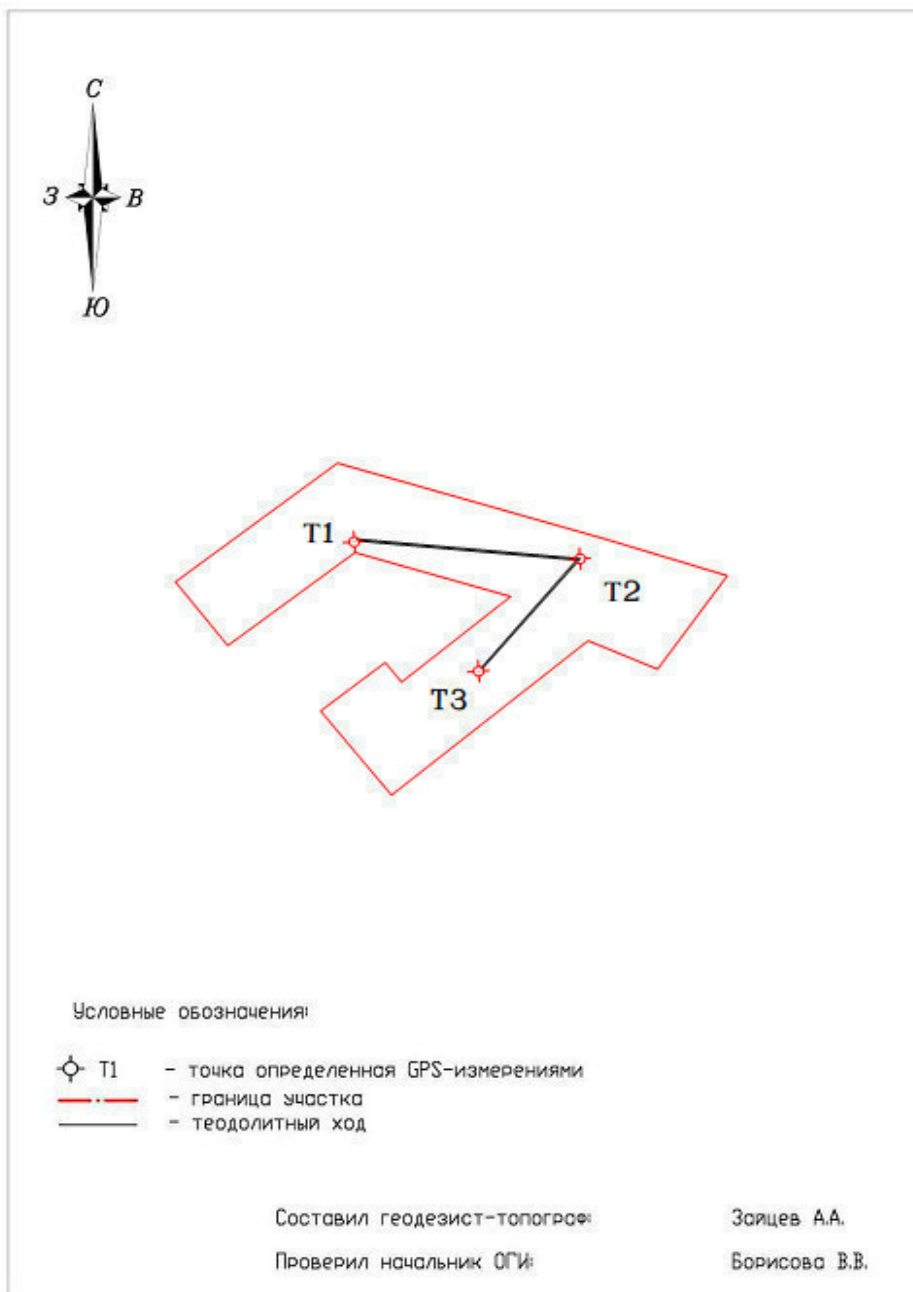 С
З В
Ю
Т1
Т2
Т3
Условные обозначения:
Т1 - точка определенная GPS-измерениями
- граница участка
- теодолитный ход
Составил геодезист-топограф: Зайцев А.А.
Проверил начальник ОГИ: Борисова В.В.